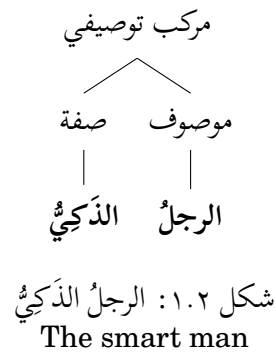 مركب توصيفي
موصوف صفة
الرجلُ الذَكِيُّ
شكل ١.٢: الرجلُ الذَكِيُّ
The smart man